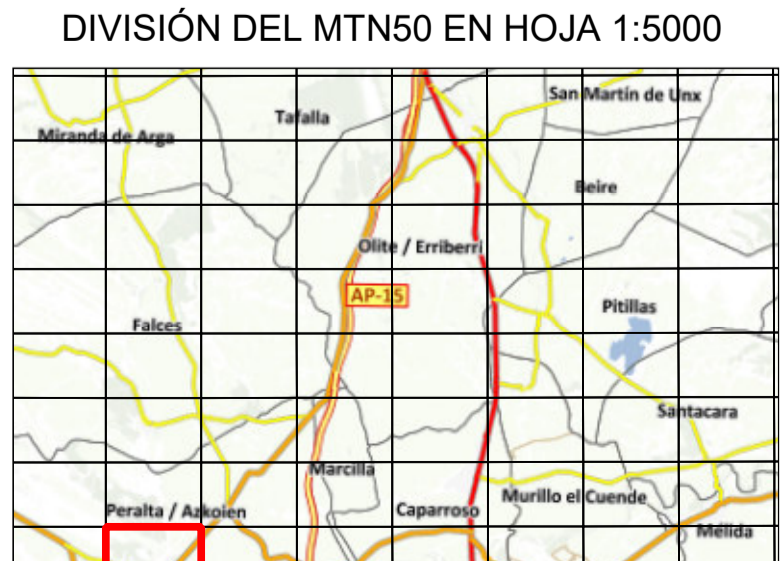 DIVISIÓN DEL MTN50 EN HOJA 1:5000
San Martín de Unx
Tafalla
Miranda de Arga
Beire
Olite / Erriberri
AP-15
Pitillas
Falces
Santacara
Marcilla
Murillo el Cuende
Peralta / Azkoien
Caparroso
Mélida